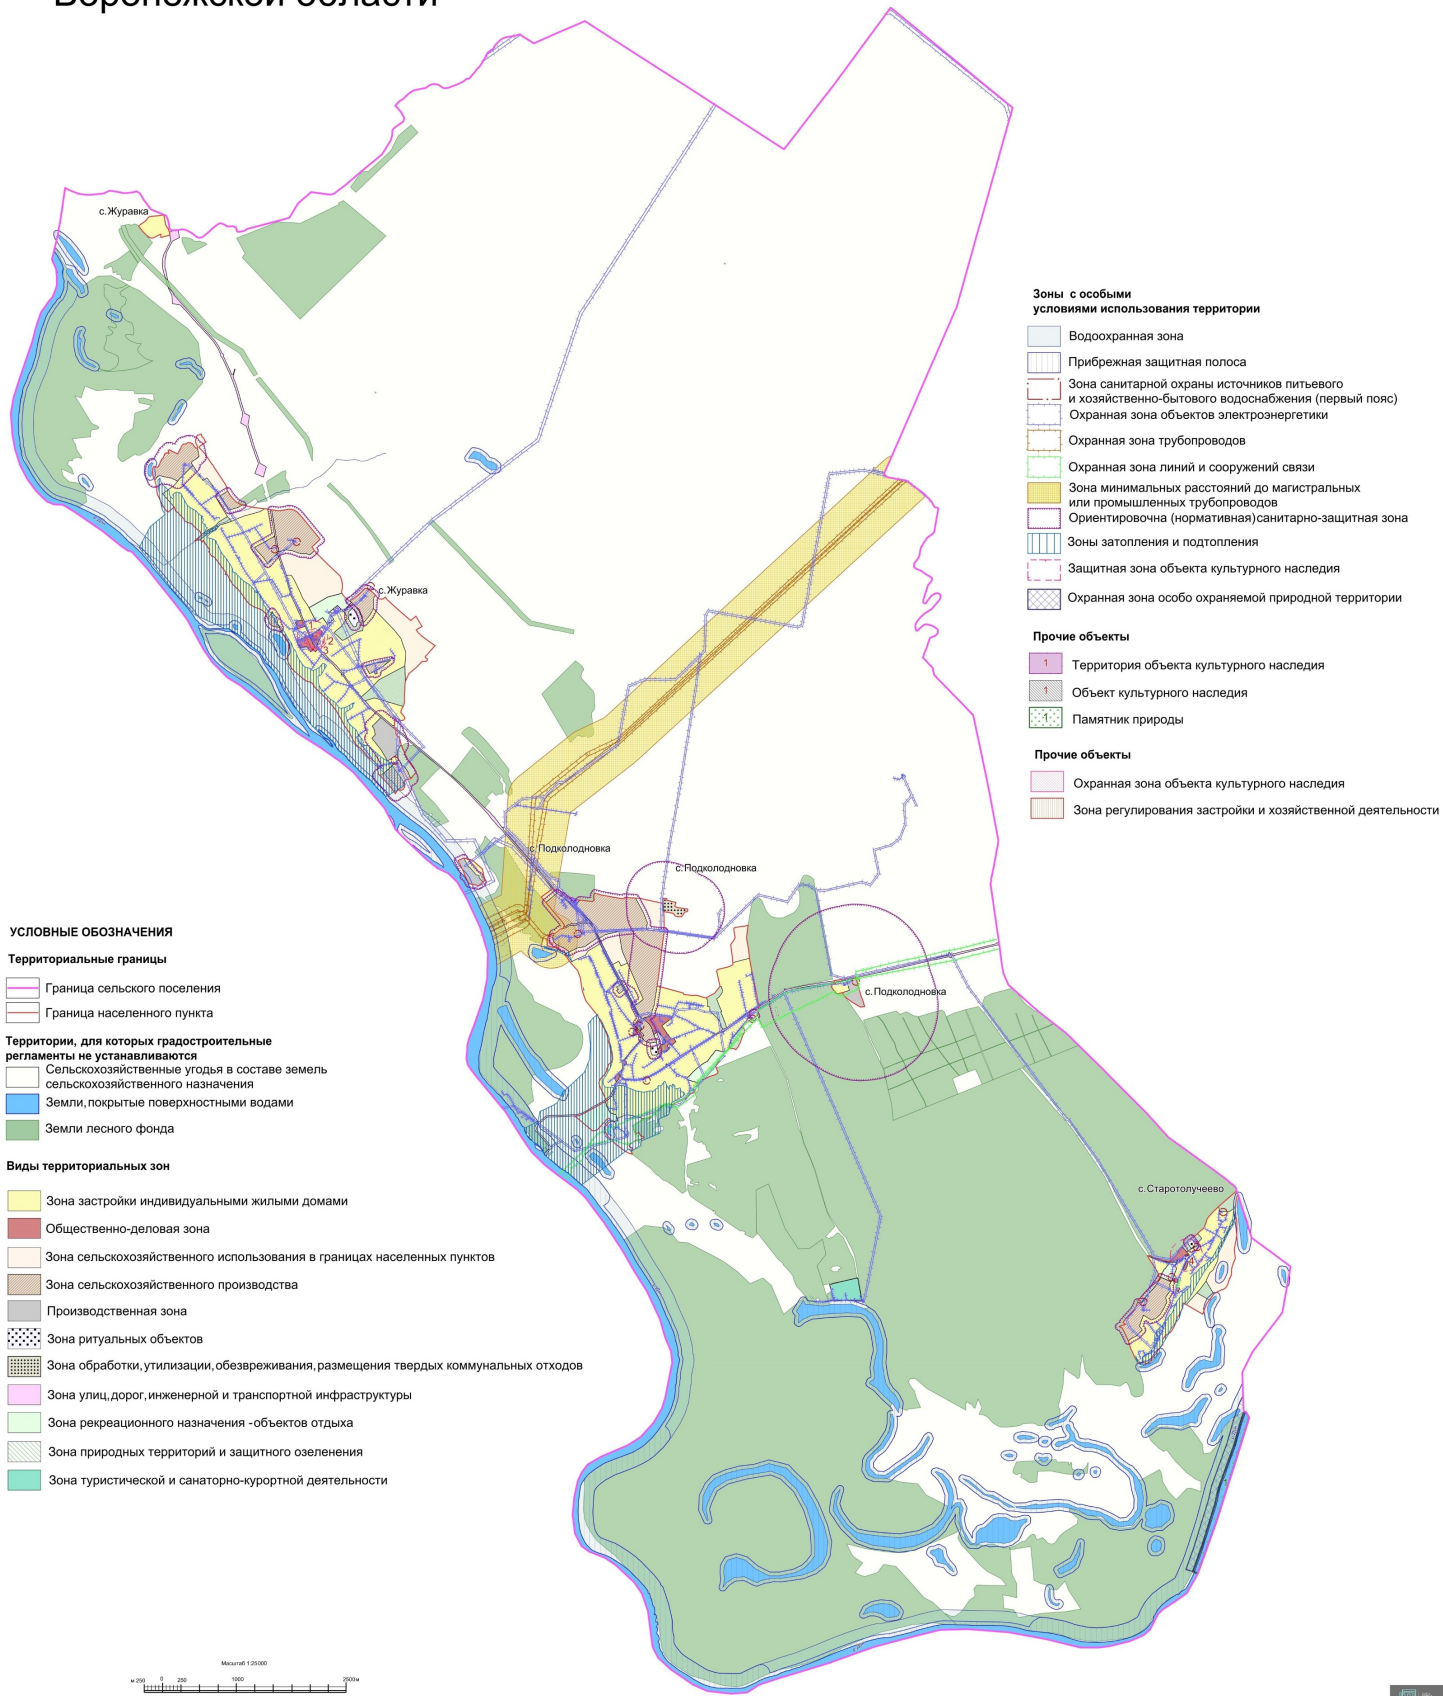 Воронежской области
с.Журавка
с.Журавка
2
3
с.Подколодновка
с.Подколодновка
с.Подколодновка
с.Старотолучеево
Зоны с особыми
условиями использования территории
Водоохранная зона
Прибрежная защитная полоса
Зона санитарной охраны источников питьевого
и хозяйственно-бытового водоснабжения (первый пояс)
Охранная зона объектов электроэнергетики
Охранная зона трубопроводов
Охранная зона линий и сооружений связи
Зона минимальных расстояний до магистральных
или промышленных трубопроводов
Ориентировочна (нормативная)санитарно-защитная зона
Зоны затопления и подтопления
Защитная зона объекта культурного наследия
Охранная зона особо охраняемой природной территории
Прочие объекты
1 Территория объекта культурного наследия
1 Объект культурного наследия
1 Памятник природы
Прочие объекты
Охранная зона объекта культурного наследия
Зона регулирования застройки и хозяйственной деятельности
УСЛОВНЫЕ ОБОЗНАЧЕНИЯ
Территориальные границы
Граница сельского поселения
Граница населенного пункта
Территории, для которых градостроительные
регламенты не устанавливаются
Сельскохозяйственные угодья в составе земель
сельскохозяйственного назначения
Земли, покрытые поверхностными водами
Земли лесного фонда
Виды территориальных зон
Зона застройки индивидуальными жилыми домами
Общественно-деловая зона
Зона сельскохозяйственного использования в границах населенных пунктов
Зона сельскохозяйственного производства
Производственная зона
Зона ритуальных объектов
Зона обработки, утилизации, обезвреживания, размещения твердых коммунальных отходов
Зона улиц, дорог, инженерной и транспортной инфраструктуры
Зона рекреационного назначения - объектов отдыха
Зона природных территорий и защитного озеленения
Зона туристической и санаторно-курортной деятельности
Масштаб 1:25000
м 250 0 250 1000 2500м